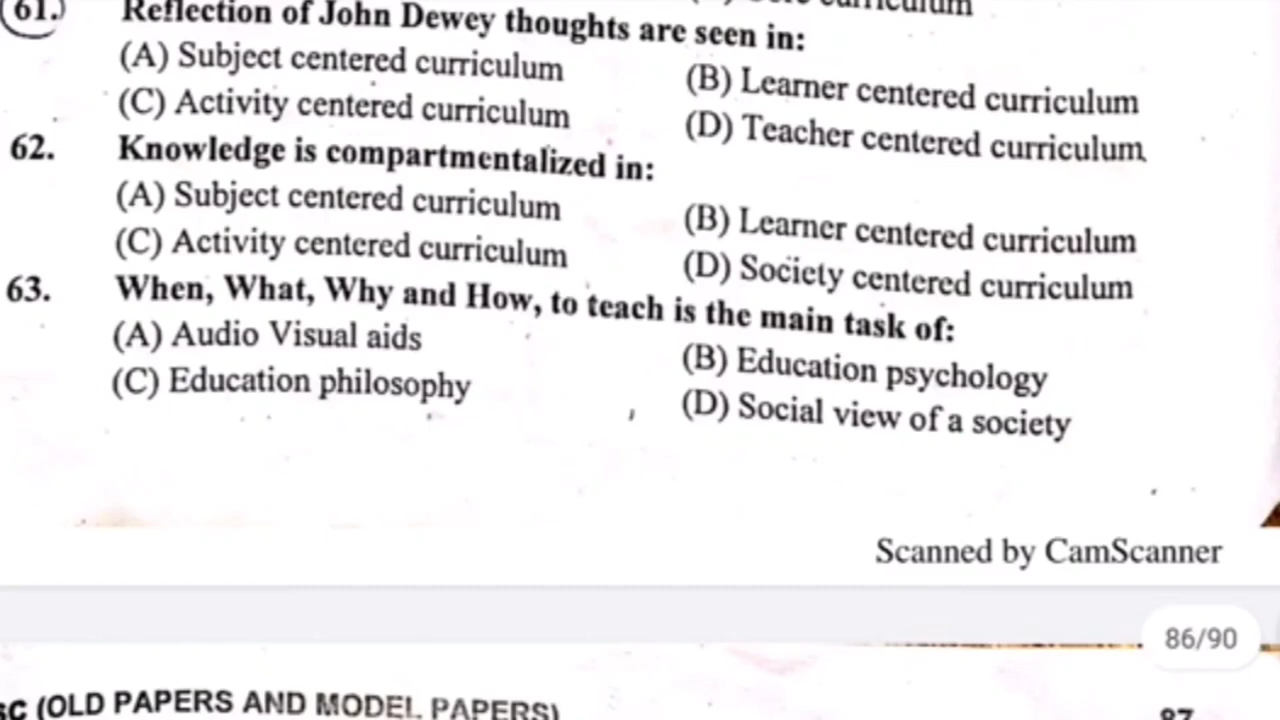 61. Reflection of John Dewey thoughts are seen in:
(A) Subject centered curriculum (B) Learner centered curriculum
(C) Activity centered curriculum (D) Teacher centered curriculum
62. Knowledge is compartmentalized in:
(A) Subject centered curriculum (B) Learner centered curriculum
(C) Activity centered curriculum (D) Society centered curriculum
63. When, What, Why and How, to teach is the main task of:
(A) Audio Visual aids (B) Education psychology
(C) Education philosophy (D) Social view of a society
Scanned by CamScanner
86/90
(OLD PAPERS AND MODEL PAPERS) 87